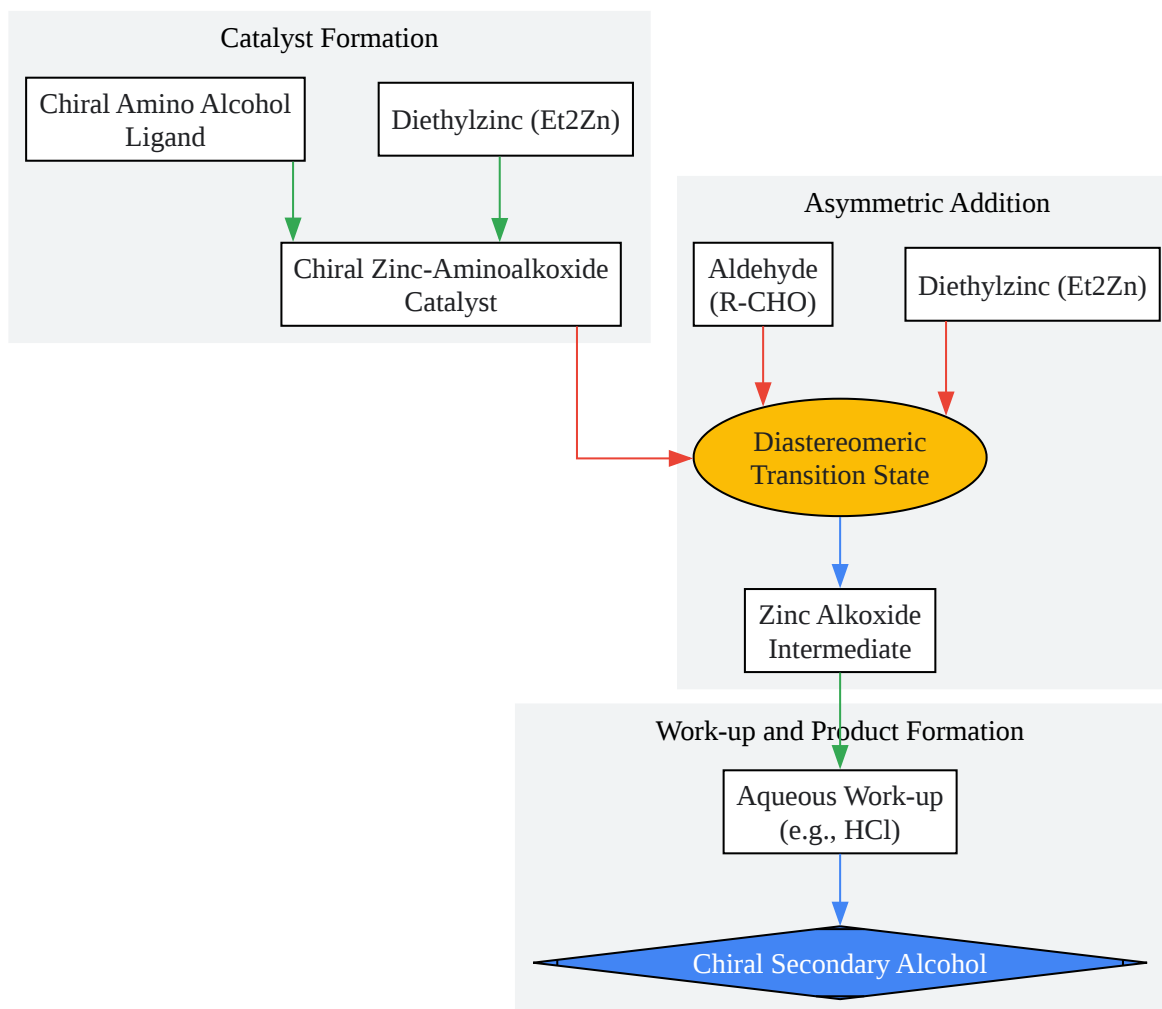 Catalyst Formation
Chiral Amino Alcohol
Ligand
Diethylzinc (Et2Zn)
Chiral Zinc-Aminoalkoxide
Catalyst
Asymmetric Addition
Aldehyde
(R-CHO)
Diethylzinc (Et2Zn)
Diastereomeric
Transition State
Zinc Alkoxide
Intermediate
Work-up and Product Formation
Aqueous Work-up
(e.g., HCl)
Chiral Secondary Alcohol